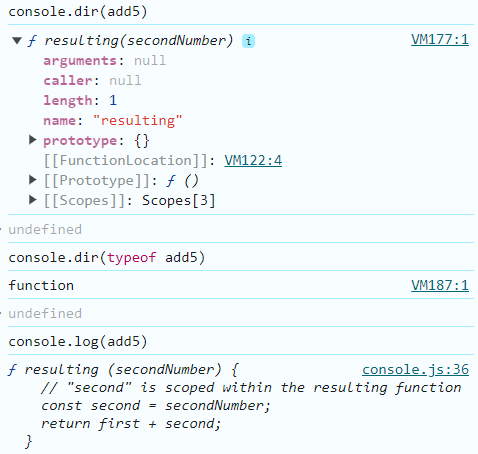 console.dir(add5)
▼ ƒ resulting(secondNumber) i VM177:1
arguments: null
caller: null
length: 1
name: "resulting"
▶ prototype: {}
[[FunctionLocation]]: VM122:4
▶ [[Prototype]]: ƒ ()
▶ [[Scopes]]: Scopes[3]
undefined
console.dir(typeof add5)
function VM187:1
undefined
console.log(add5)
ƒ resulting (secondNumber) { console.js:36
// "second" is scoped within the resulting function
const second = secondNumber;
return first + second;
}